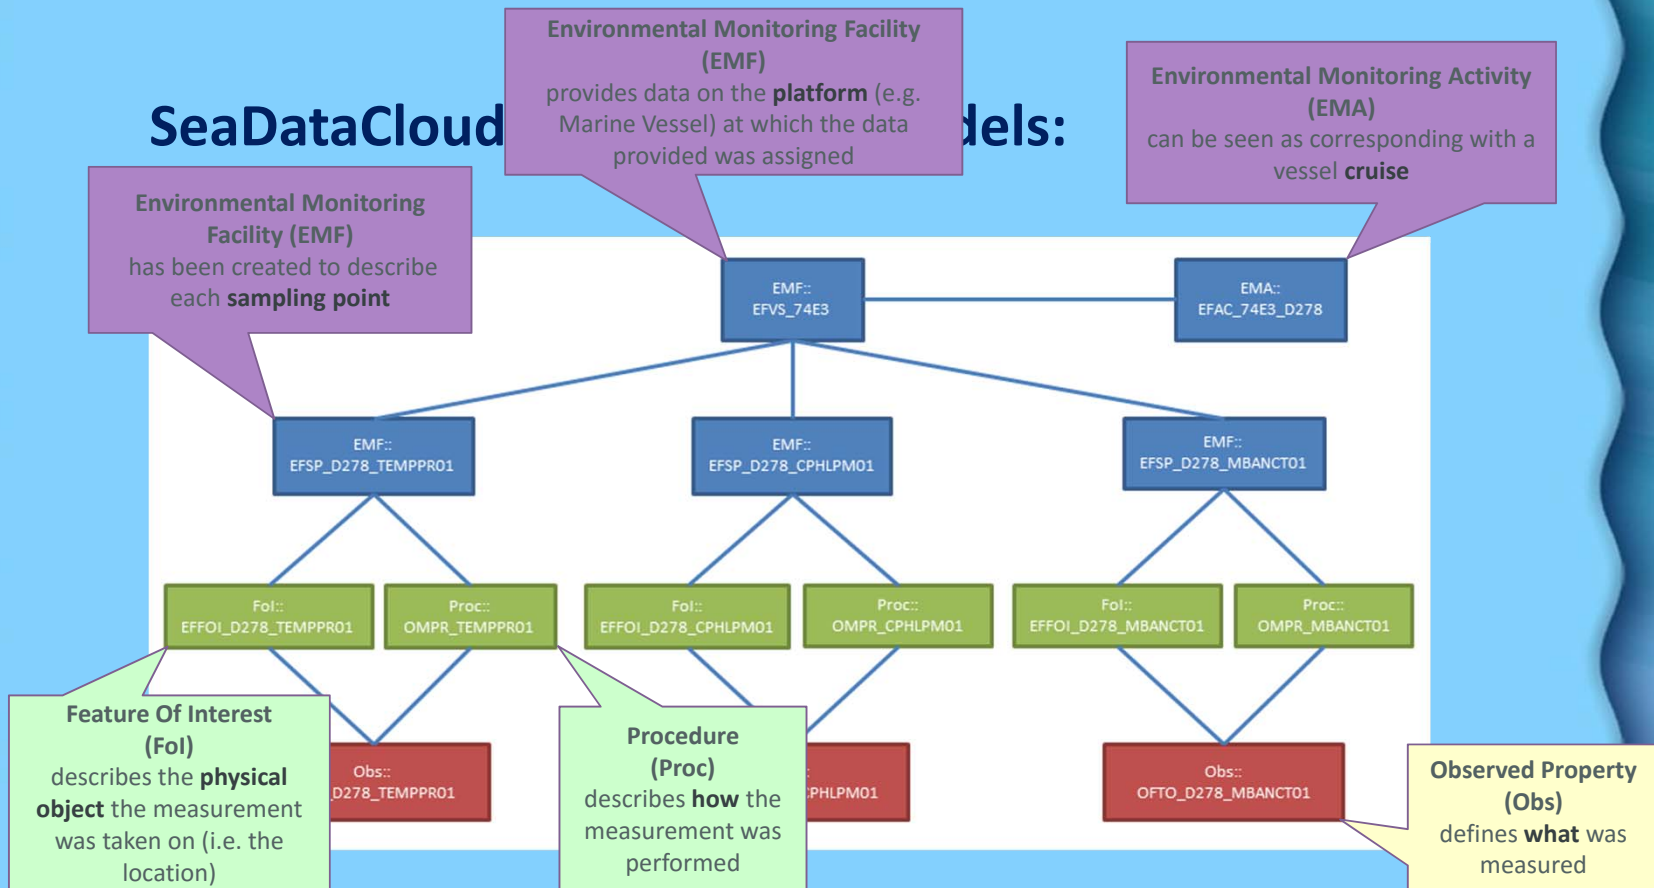 Environmental Monitoring Facility
(EMF)
provides data on the platform (e.g.
Marine Vessel) at which the data
provided was assigned
Environmental Monitoring Activity
(EMA)
can be seen as corresponding with a
vessel cruise
SeaDataCloud dels:
Environmental Monitoring
Facility (EMF)
has been created to describe
each sampling point
EMF::
EFVS_74E3
EMA::
EFAC_74E3_D278
EMF::
EFSP_D278_TEMPPR01
EMF::
EFSP_D278_CPHLPM01
EMF::
EFSP_D278_MBANCT01
FoI::
EFFOI_D278_TEMPPR01
Proc::
OMPR_TEMPPR01
FoI::
EFFOI_D278_CPHLPM01
Proc::
OMPR_CPHLPM01
FoI::
EFFOI_D278_MBANCT01
Proc::
OMPR_MBANCT01
Feature Of Interest
(FoI)
describes the physical
object the measurement
was taken on (i.e. the
location)
Obs::
_D278_TEMPPR01
Procedure
(Proc)
describes how the
measurement was
performed
:
CPHLPM01
Obs::
OFTO_D278_MBANCT01
Observed Property
(Obs)
defines what was
measured